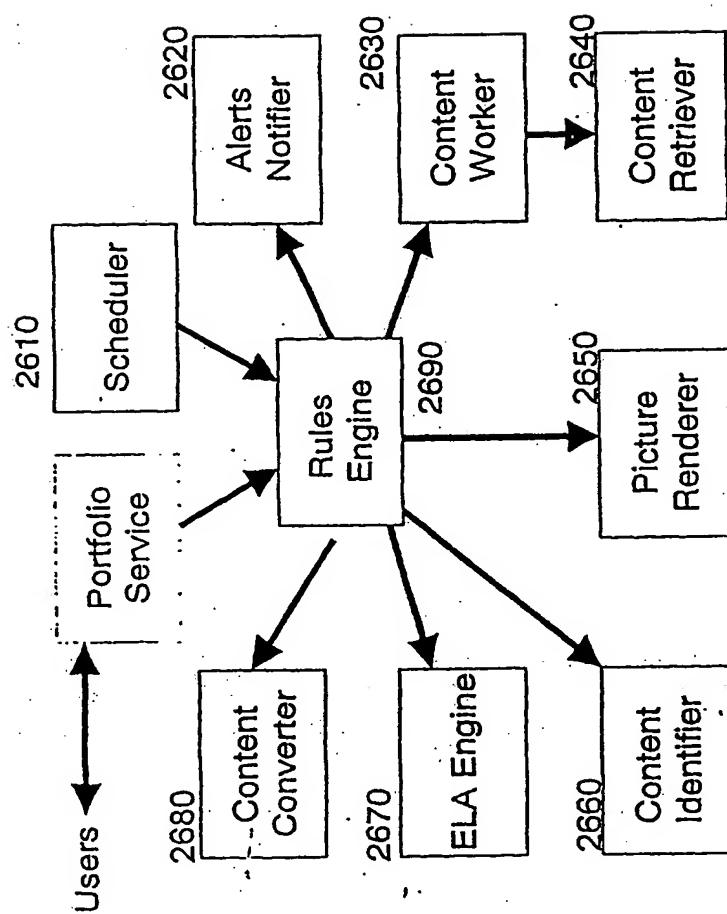 2610
Users
Portfolio
Service
Scheduler
2680
Content
Converter
2620
Alerts
Notifier
Rules
Engine
2690
2670
ELA Engine
2630
Content
Worker
2660
Content
Identifier
2650
Picture
Renderer
2640
Content
Retriever